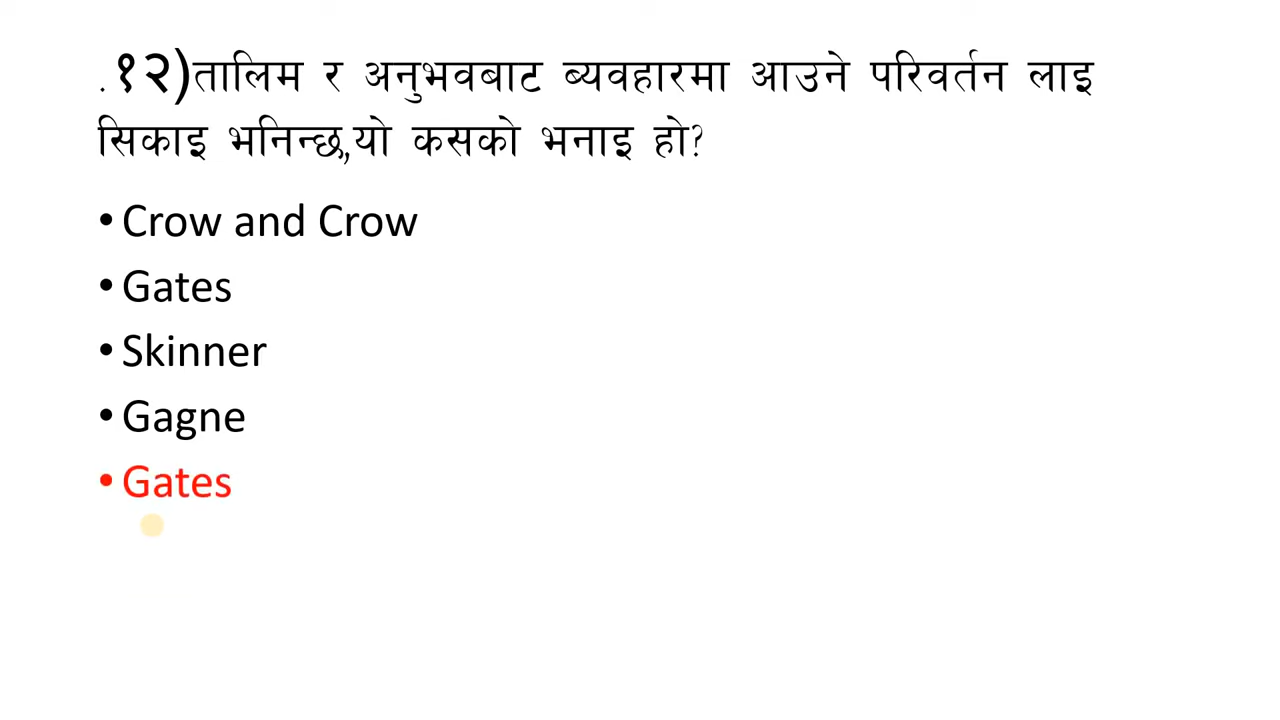 .१२)तालिम र अनुभवबाट ब्यवहारमा आउने परिवर्तन लाइ
सिकाइ भनिन्छ,यो कसको भनाइ हो?
• Crow and Crow
• Gates
• Skinner
• Gagne
• Gates